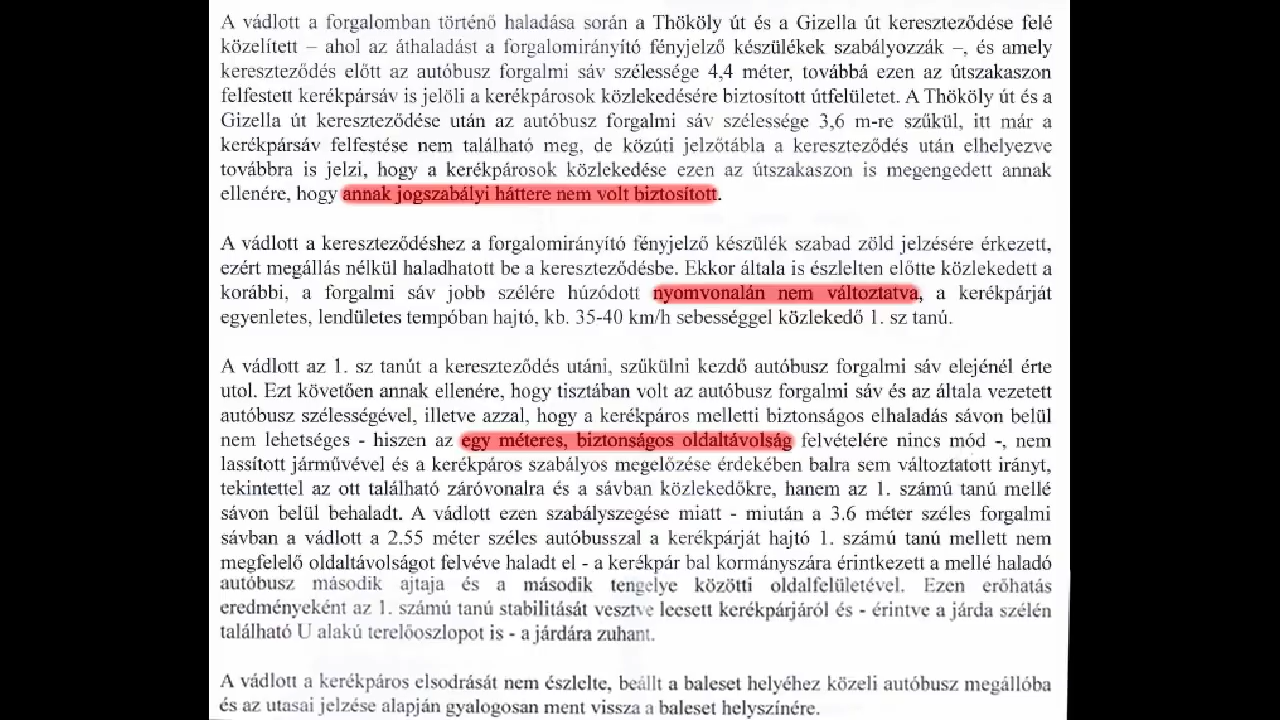 A vádlott a forgalomban történő haladása során a Thököly út és a Gizella út kereszteződése felé
közelített – ahol az áthaladást a forgalomirányító fényjelző készülékek szabályozzák –, és amely
kereszteződés előtt az autóbusz forgalmi sáv szélessége 4,4 méter, továbbá ezen az útszakaszon
felfestett kerékpársáv is jelöli a kerékpárosok közlekedésére biztosított útfelületet. A Thököly út és a
Gizella út kereszteződése után az autóbusz forgalmi sáv szélessége 3,6 m-re szűkül, itt már a
kerékpársáv felfestése nem található meg, de közúti jelzőtábla a kereszteződés után elhelyezve
továbbra is jelzi, hogy a kerékpárosok közlekedése ezen az útszakaszon is megengedett annak
ellenére, hogy annak jogszabályi háttere nem volt biztosított.
A vádlott a kereszteződéshez a forgalomirányító fényjelző készülék szabad zöld jelzésére érkezett,
ezért megállás nélkül haladhatott be a kereszteződésbe. Ekkor általa is észlelten előtte közlekedett a
korábbi, a forgalmi sáv jobb szélére húzódott nyomvonalán nem változtatva, a kerékpárját
egyenletes, lendületes tempóban hajtó, kb. 35-40 km/h sebességgel közlekedő 1. sz tanú.
A vádlott az 1. sz tanút a kereszteződés utáni, szűkülni kezdő autóbusz forgalmi sáv elejénél érte
utol. Ezt követően annak ellenére, hogy tisztában volt az autóbusz forgalmi sáv és az általa vezetett
autóbusz szélességével, illetve azzal, hogy a kerékpáros melletti biztonságos elhaladás sávon belül
nem lehetséges - hiszen az egy méteres, biztonságos oldaltávolság felvételére nincs mód -, nem
lassított járművével és a kerékpáros szabályos megelőzése érdekében balra sem változtatott irányt,
tekintettel az ott található záróvonalra és a sávban közlekedőkre, hanem az 1. számú tanú mellé
sávon belül behaladt. A vádlott ezen szabályszegése miatt - miután a 3.6 méter széles forgalmi
sávban a vádlott a 2.55 méter széles autóbusszal a kerékpárját hajtó 1. számú tanú mellett nem
megfelelő oldaltávolságot felvéve haladt el - a kerékpár bal kormányszára érintkezett a mellé haladó
autóbusz második ajtaja és a második tengelye közötti oldalfelületével. Ezen erőhatás
eredményeként az 1. számú tanú stabilitását vesztve leesett kerékpárjáról és - érintve a járda szélén
található U alakú terelőoszlopot is - a járdára zuhant.
A vádlott a kerékpáros elsodrását nem észlelte, beállt a baleset helyéhez közeli autóbusz megállóba
és az utasai jelzése alapján gyalogosan ment vissza a baleset helyszínére.